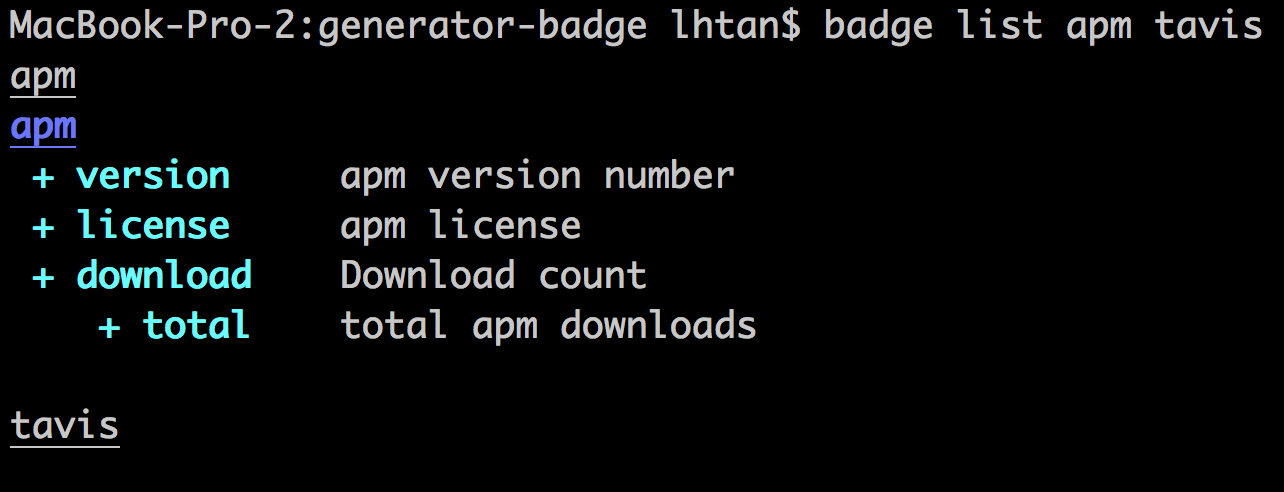 MacBook-Pro-2:generator-badge lhtan$ badge list apm tavis
apm
apm
+ version     apm version number
+ license     apm license
+ download    Download count
+ total    total apm downloads
tavis